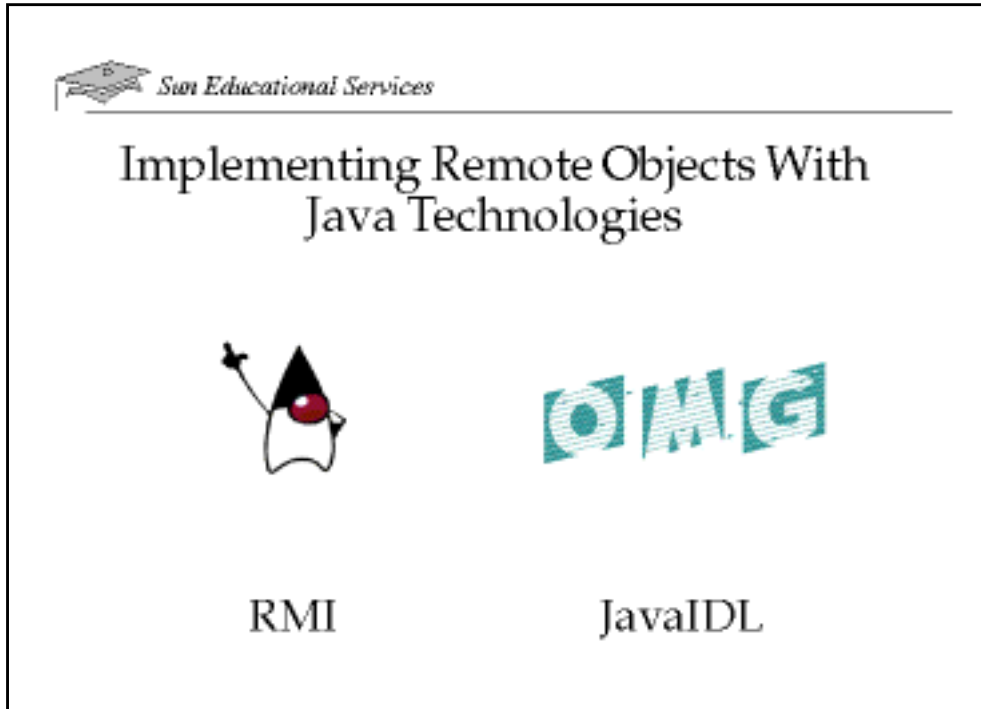 Sun Educational Services
Implementing Remote Objects With
Java Technologies
OMG
RMI
JavaIDL